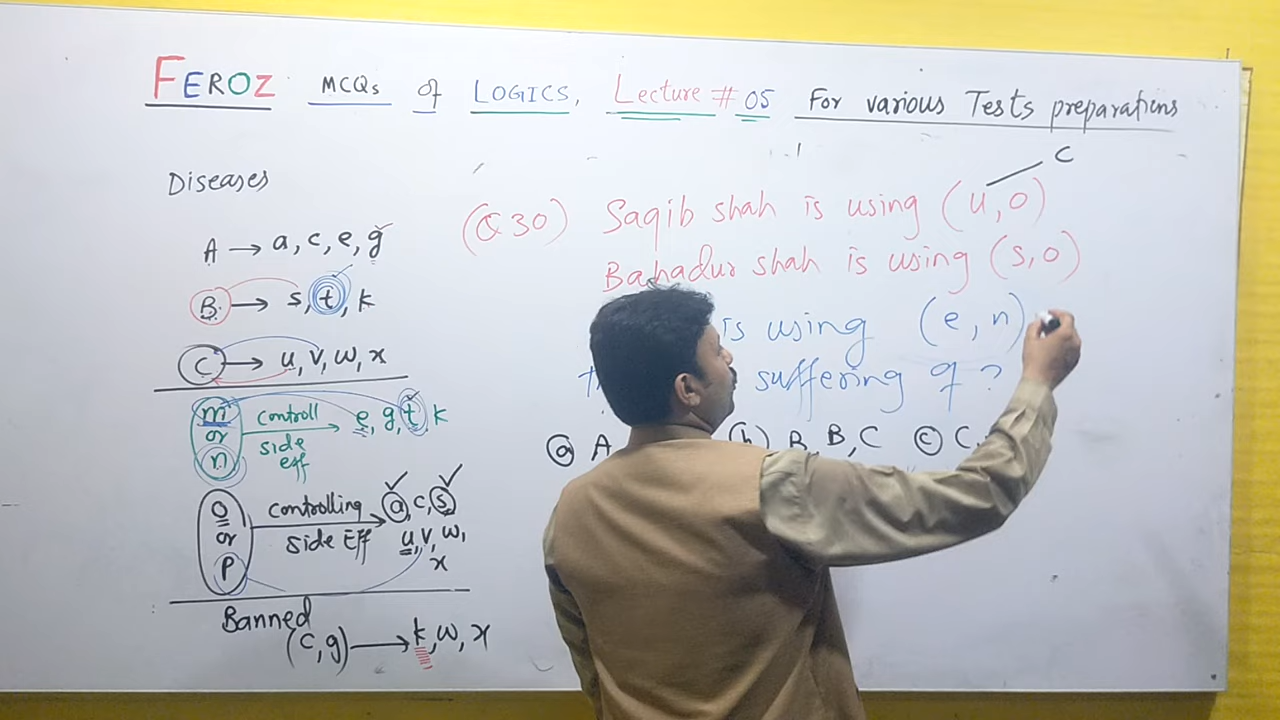 FEROZ MCQs of LOGICS, Lecture # 05 For various Tests preparations
Diseases
A → a, c, e, g
B → s, t, k
C → u, v, w, x
m or n controll side eff → e, g, t, k
o or p controlling side Eff → a, c, s, u, v, w, x
Banned
(c, g) → k, w, x
C
(Q 30) Saqib shah is using (u, o)
Bahadur shah is using (s, o)
is using (e, n)
suffering of ?
(a) A (b) B, B, C (c) C,